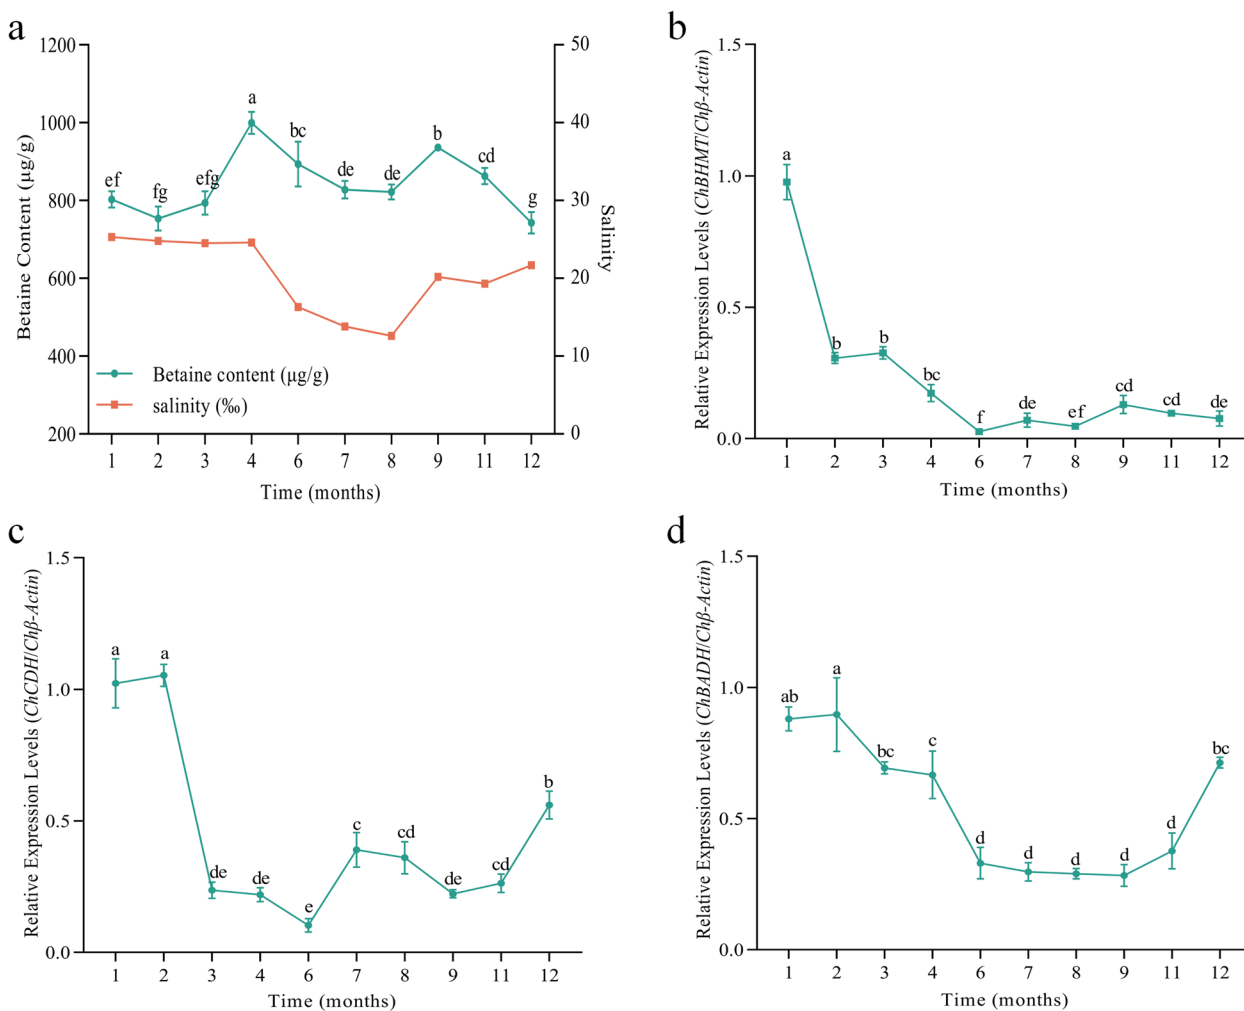 a
1200
1000
800
600
400
200
Betaine Content (μg/g)
50
40
30
20
10
0
Salinity
ef
fg
efg
a
bc
de
de
b
cd
g
Betaine content (μg/g)
salinity (‰)
1 2 3 4 6 7 8 9 11 12
Time (months)
b
1.5
1.0
0.5
0.0
Relative Expression Levels (ChBHMT/Chβ-Actin)
a
b
b
bc
f
de
ef
cd
cd
de
1 2 3 4 6 7 8 9 11 12
Time (months)
c
1.5
1.0
0.5
0.0
Relative Expression Levels (ChCDH/Chβ-Actin)
a
a
de
de
e
c
cd
de
cd
b
1 2 3 4 6 7 8 9 11 12
Time (months)
d
1.5
1.0
0.5
0.0
Relative Expression Levels (ChBADH/Chβ-Actin)
ab
a
bc
c
d
d
d
d
d
bc
1 2 3 4 6 7 8 9 11 12
Time (months)